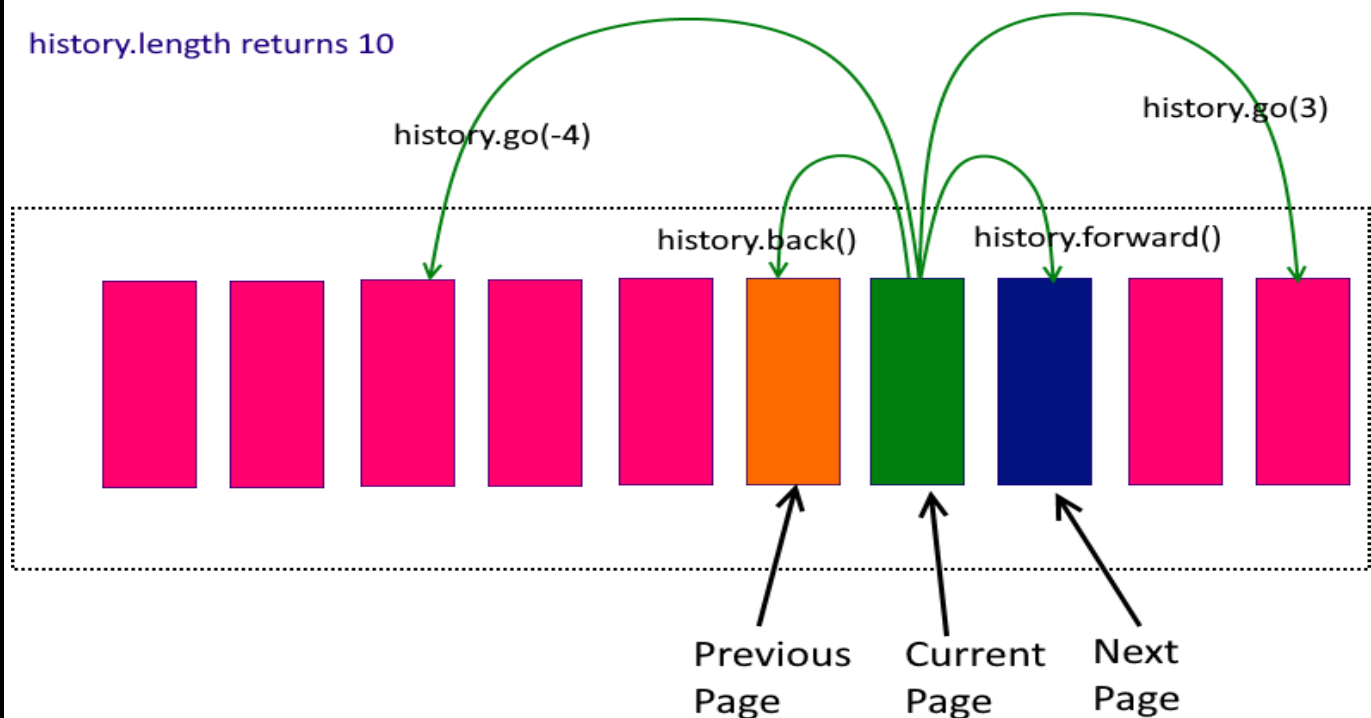 history.length returns 10
history.go(3)
history.go(-4)
history.back()
history.forward()
Previous
Page
Current
Page
Next
Page